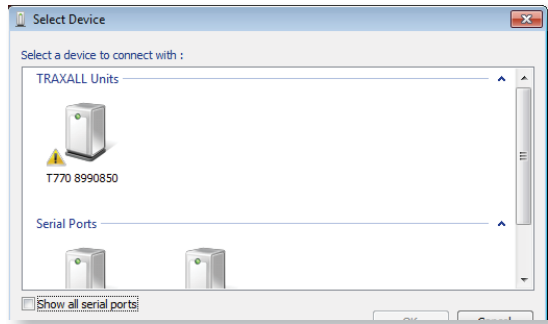 Select Device
Select a device to connect with :
TRAXALL Units
T770 8990850
Serial Ports
Show all serial ports